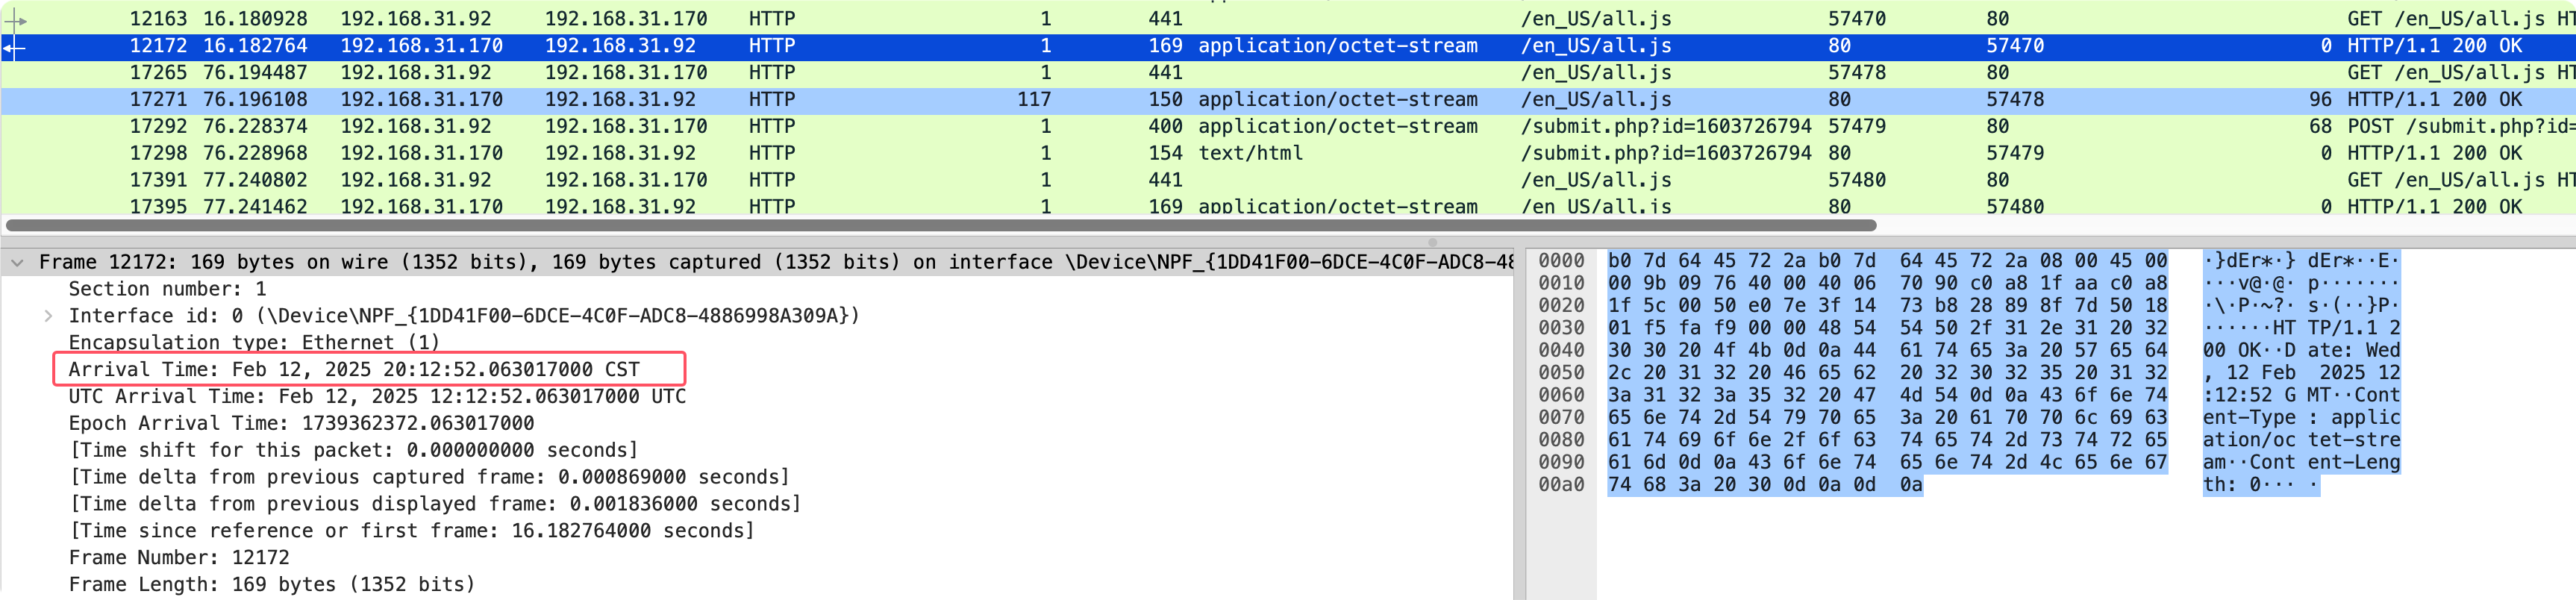 12163 16.180928 192.168.31.92 192.168.31.170 HTTP 1 441 /en_US/all.js 57470 80 GET /en_US/all.js HT
12172 16.182764 192.168.31.170 192.168.31.92 HTTP 1 169 application/octet-stream /en_US/all.js 80 57470 0 HTTP/1.1 200 OK
17265 76.194487 192.168.31.92 192.168.31.170 HTTP 1 441 /en_US/all.js 57478 80 GET /en_US/all.js HT
17271 76.196108 192.168.31.170 192.168.31.92 HTTP 117 150 application/octet-stream /en_US/all.js 80 57478 96 HTTP/1.1 200 OK
17292 76.228374 192.168.31.92 192.168.31.170 HTTP 1 400 application/octet-stream /submit.php?id=1603726794 57479 80 68 POST /submit.php?id=
17298 76.228968 192.168.31.170 192.168.31.92 HTTP 1 154 text/html /submit.php?id=1603726794 80 57479 0 HTTP/1.1 200 OK
17391 77.240802 192.168.31.92 192.168.31.170 HTTP 1 441 /en_US/all.js 57480 80 GET /en_US/all.js HT
17395 77.241462 192.168.31.170 192.168.31.92 HTTP 1 169 application/octet-stream /en_US/all.js 80 57480 0 HTTP/1.1 200 OK
Frame 12172: 169 bytes on wire (1352 bits), 169 bytes captured (1352 bits) on interface \Device\NPF_{1DD41F00-6DCE-4C0F-ADC8-48
Section number: 1
Interface id: 0 (\Device\NPF_{1DD41F00-6DCE-4C0F-ADC8-4886998A309A})
Encapsulation type: Ethernet (1)
Arrival Time: Feb 12, 2025 20:12:52.063017000 CST
UTC Arrival Time: Feb 12, 2025 12:12:52.063017000 UTC
Epoch Arrival Time: 1739362372.063017000
[Time shift for this packet: 0.000000000 seconds]
[Time delta from previous captured frame: 0.000869000 seconds]
[Time delta from previous displayed frame: 0.001836000 seconds]
[Time since reference or first frame: 16.182764000 seconds]
Frame Number: 12172
Frame Length: 169 bytes (1352 bits)
0000 b0 7d 64 45 72 2a b0 7d 64 45 72 2a 08 00 45 00 ·}dEr*·} dEr*··E·
0010 00 9b 09 76 40 00 40 06 70 90 c0 a8 1f aa c0 a8 ···v@·@· p·······
0020 1f 5c 00 50 e0 7e 3f 14 73 b8 28 89 8f 7d 50 18 ·\·P·~?· s·(··}P·
0030 01 f5 fa f9 00 00 48 54 54 50 2f 31 2e 31 20 32 ······HT TP/1.1 2
0040 30 30 20 4f 4b 0d 0a 44 61 74 65 3a 20 57 65 64 00 OK··D ate: Wed
0050 2c 20 31 32 20 46 65 62 20 32 30 32 35 20 31 32 , 12 Feb 2025 12
0060 3a 31 32 3a 35 32 20 47 4d 54 0d 0a 43 6f 6e 74 :12:52 G MT··Cont
0070 65 6e 74 2d 54 79 70 65 3a 20 61 70 70 6c 69 63 ent-Type : applic
0080 61 74 69 6f 6e 2f 6f 63 74 65 74 2d 73 74 72 65 ation/oc tet-stre
0090 61 6d 0d 0a 43 6f 6e 74 65 6e 74 2d 4c 65 6e 67 am··Cont ent-Leng
00a0 74 68 3a 20 30 0d 0a 0d 0a th: 0··· ·